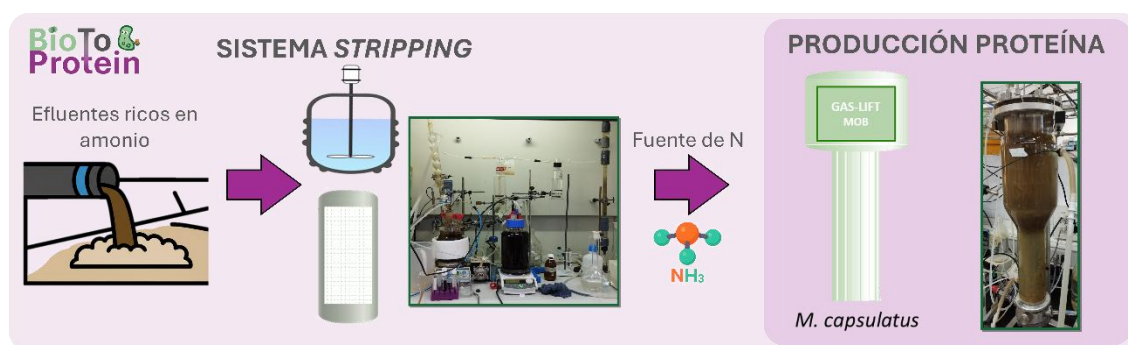 BioTo
Protein
SISTEMA STRIPPING
Efluentes ricos en
amonio
Fuente de N
NH₃
PRODUCCIÓN PROTEÍNA
GAS-LIFT
MOB
M. capsulatus